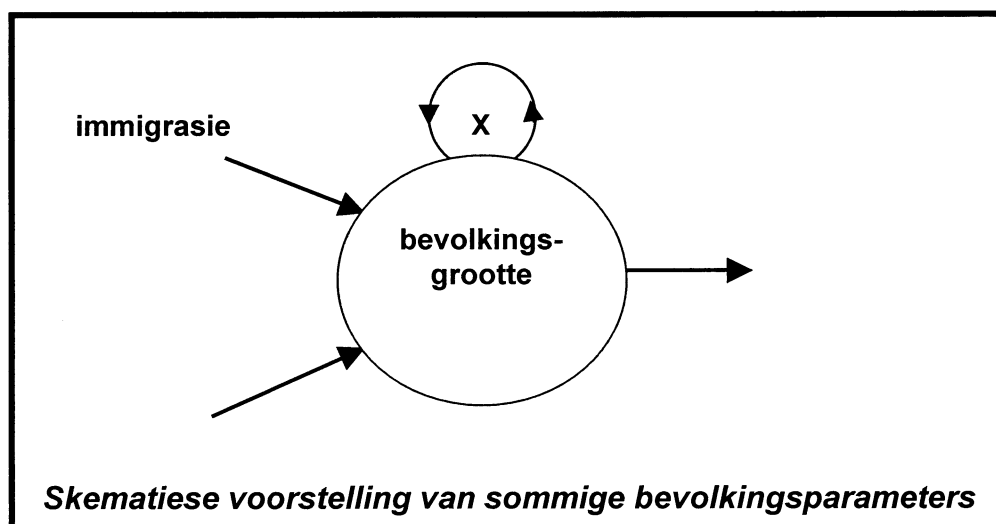 immigrasie
X
bevolkings-
grootte
Skematiese voorstelling van sommige bevolkingsparameters